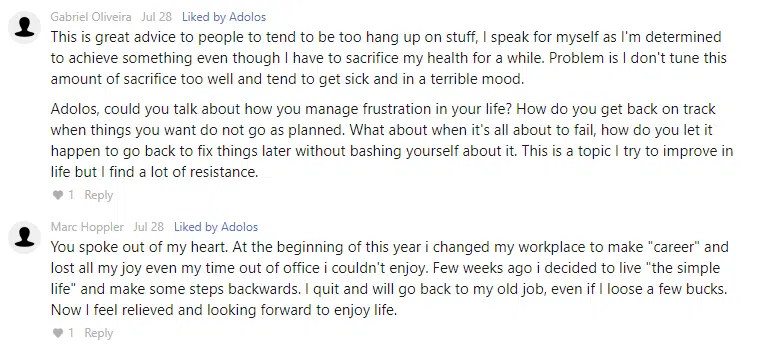 Gabriel Oliveira Jul 28 Liked by Adolos
This is great advice to people to tend to be too hang up on stuff, I speak for myself as I'm determined
to achieve something even though I have to sacrifice my health for a while. Problem is I don't tune this
amount of sacrifice too well and tend to get sick and in a terrible mood.
Adolos, could you talk about how you manage frustration in your life? How do you get back on track
when things you want do not go as planned. What about when it's all about to fail, how do you let it
happen to go back to fix things later without bashing yourself about it. This is a topic I try to improve in
life but I find a lot of resistance.
1 Reply
Marc Hoppler Jul 28 Liked by Adolos
You spoke out of my heart. At the beginning of this year i changed my workplace to make "career" and
lost all my joy even my time out of office i couldn't enjoy. Few weeks ago i decided to live "the simple
life" and make some steps backwards. I quit and will go back to my old job, even if I loose a few bucks.
Now I feel relieved and looking forward to enjoy life.
1 Reply